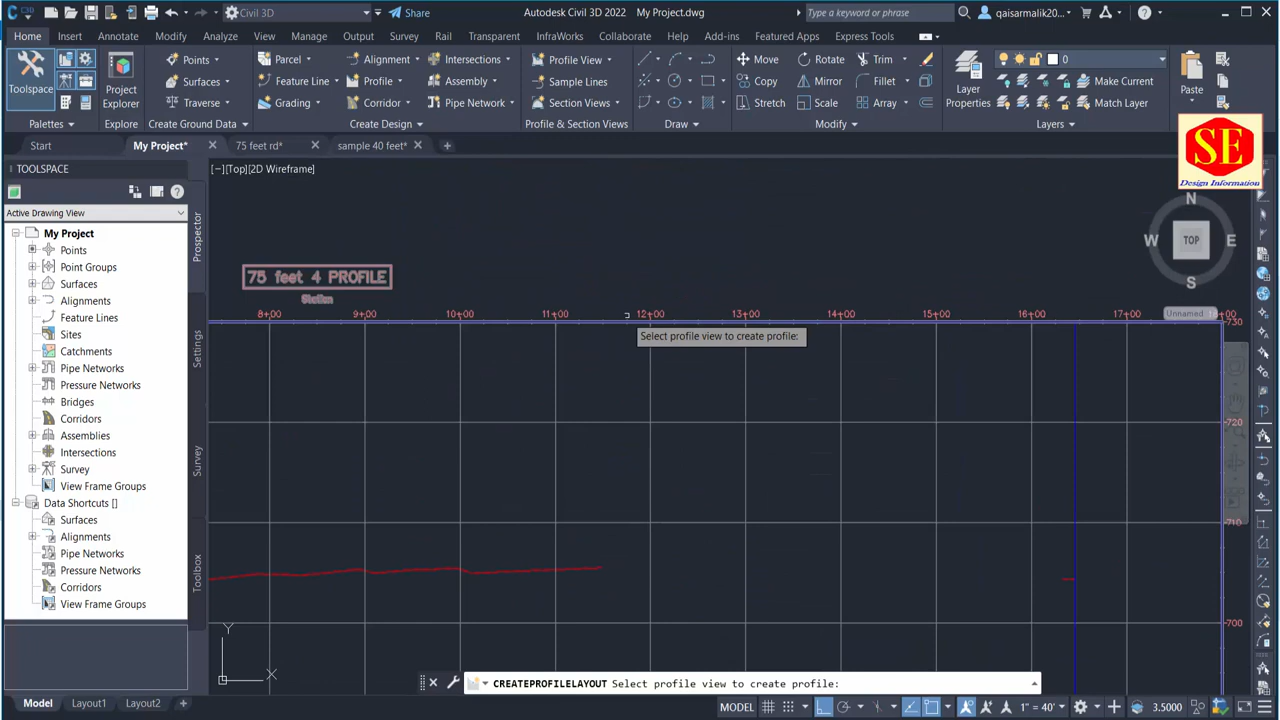 Civil 3D
Share
Autodesk Civil 3D 2022 My Project.dwg
Type a keyword or phrase
qaisarmalik20...
Home Insert Annotate Modify Analyze View Manage Output Survey Rail Transparent InfraWorks Collaborate Help Add-ins Featured Apps Express Tools
Toolspace
Project Explorer
Points
Surfaces
Traverse
Parcel
Feature Line
Grading
Alignment
Profile
Corridor
Intersections
Assembly
Pipe Network
Profile View
Sample Lines
Section Views
Move
Copy
Stretch
Rotate
Mirror
Scale
Trim
Fillet
Array
Layer Properties
0
Make Current
Match Layer
Paste
Palettes
Explore
Create Ground Data
Create Design
Profile & Section Views
Draw
Modify
Layers
Start
My Project*
75 feet rd*
sample 40 feet*
SE
Design Information
TOOLSPACE
[−][Top][2D Wireframe]
Active Drawing View
Prospector
Settings
Survey
Toolbox
My Project
Points
Point Groups
Surfaces
Alignments
Feature Lines
Sites
Catchments
Pipe Networks
Pressure Networks
Bridges
Corridors
Assemblies
Intersections
Survey
View Frame Groups
Data Shortcuts []
Surfaces
Alignments
Pipe Networks
Pressure Networks
Corridors
View Frame Groups
N
W TOP E
S
Unnamed
75 feet 4 PROFILE
Station
8+00 9+00 10+00 11+00 12+00 13+00 14+00 15+00 16+00 17+00 18+00
730
720
710
700
Select profile view to create profile:
Y
X
CREATEPROFILELAYOUT Select profile view to create profile:
Model Layout1 Layout2
MODEL
1" = 40'
3.5000